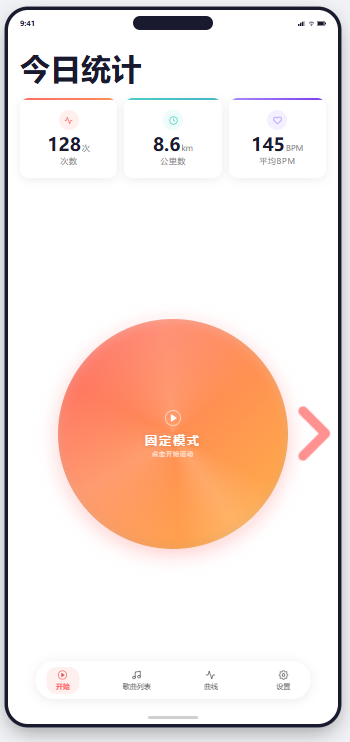 9:41
今日统计
128次
次数
8.6km
公里数
145BPM
平均BPM
固定模式
点击开始运动
开始
歌曲列表
曲线
设置